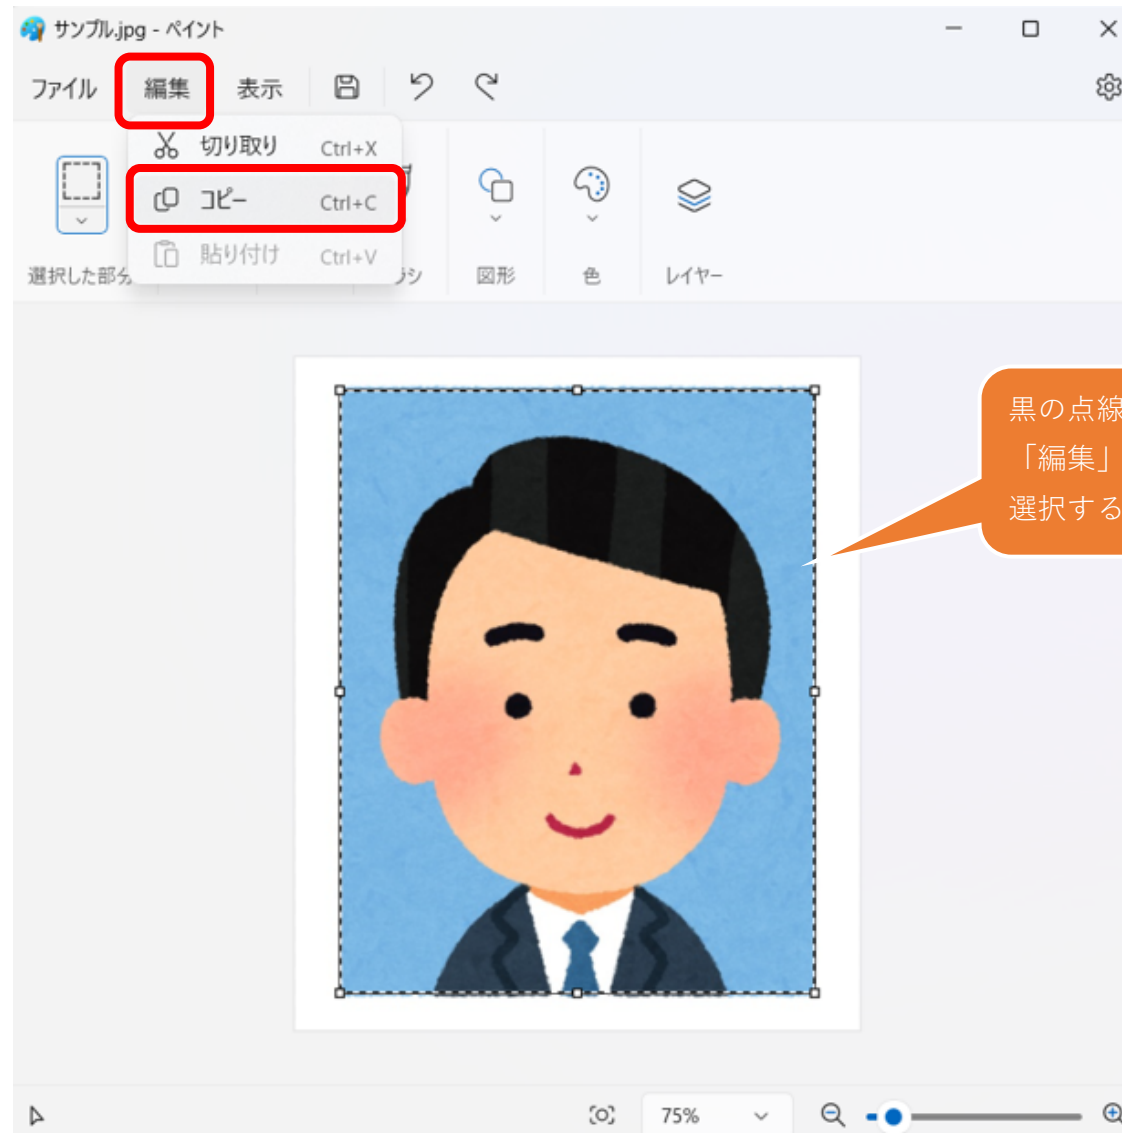 サンプル.jpg - ペイント
ファイル 編集 表示
切り取り Ctrl+X
コピー Ctrl+C
貼り付け Ctrl+V
選択した部分 ラシ 図形 色 レイヤー
黒の点線
「編集」
選択する
75%